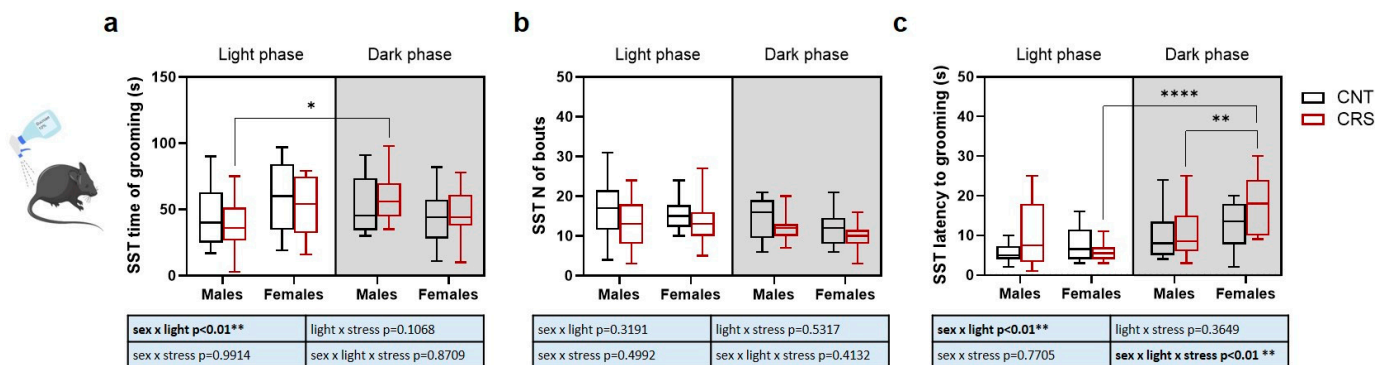 a
Light phase
Dark phase
SST time of grooming (s)
150
100
50
0
*
Males
Females
Males
Females
sex x light p<0.01**
light x stress p=0.1068
sex x stress p=0.9914
sex x light x stress p=0.8709
b
Light phase
Dark phase
SST N of bouts
50
40
30
20
10
0
Males
Females
Males
Females
sex x light p=0.3191
light x stress p=0.5317
sex x stress p=0.4992
sex x light x stress p=0.4132
c
Light phase
Dark phase
SST latency to grooming (s)
50
40
30
20
10
0
****
**
Males
Females
Males
Females
CNT
CRS
sex x light p<0.01**
light x stress p=0.3649
sex x stress p=0.7705
sex x light x stress p<0.01 **